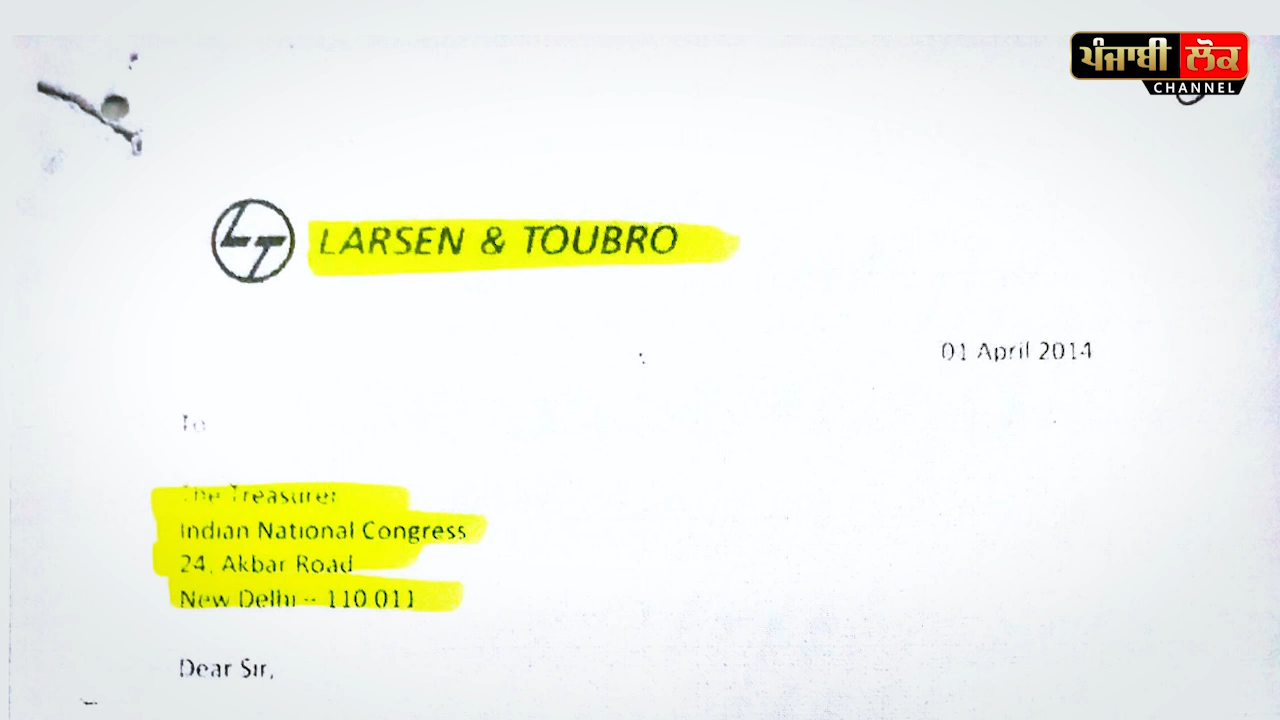 ਪੰਜਾਬੀ ਲੋਕ
CHANNEL
LT LARSEN & TOUBRO
01 April 2014
To
The Treasurer
Indian National Congress
24, Akbar Road
New Delhi -- 110 011
Dear Sir,